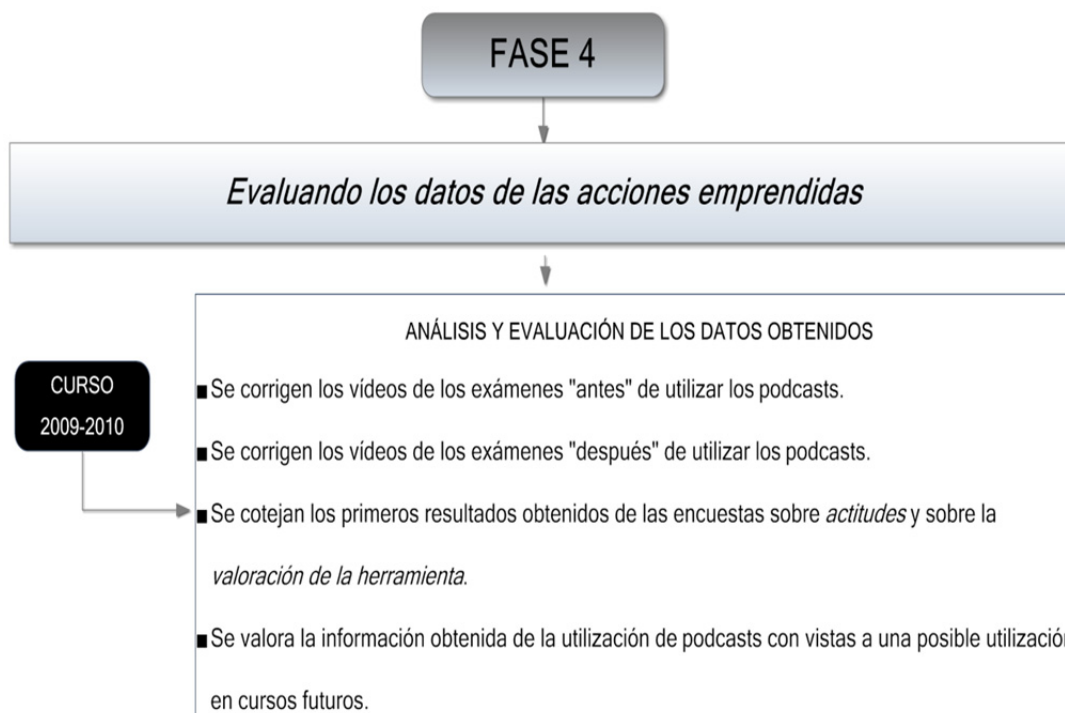 FASE 4
Evaluando los datos de las acciones emprendidas
ANÁLISIS Y EVALUACIÓN DE LOS DATOS OBTENIDOS
CURSO
2009-2010
■Se corrigen los vídeos de los exámenes "antes" de utilizar los podcasts.
■Se corrigen los vídeos de los exámenes "después" de utilizar los podcasts.
■Se cotejan los primeros resultados obtenidos de las encuestas sobre actitudes y sobre la
valoración de la herramienta.
■Se valora la información obtenida de la utilización de podcasts con vistas a una posible utilización
en cursos futuros.